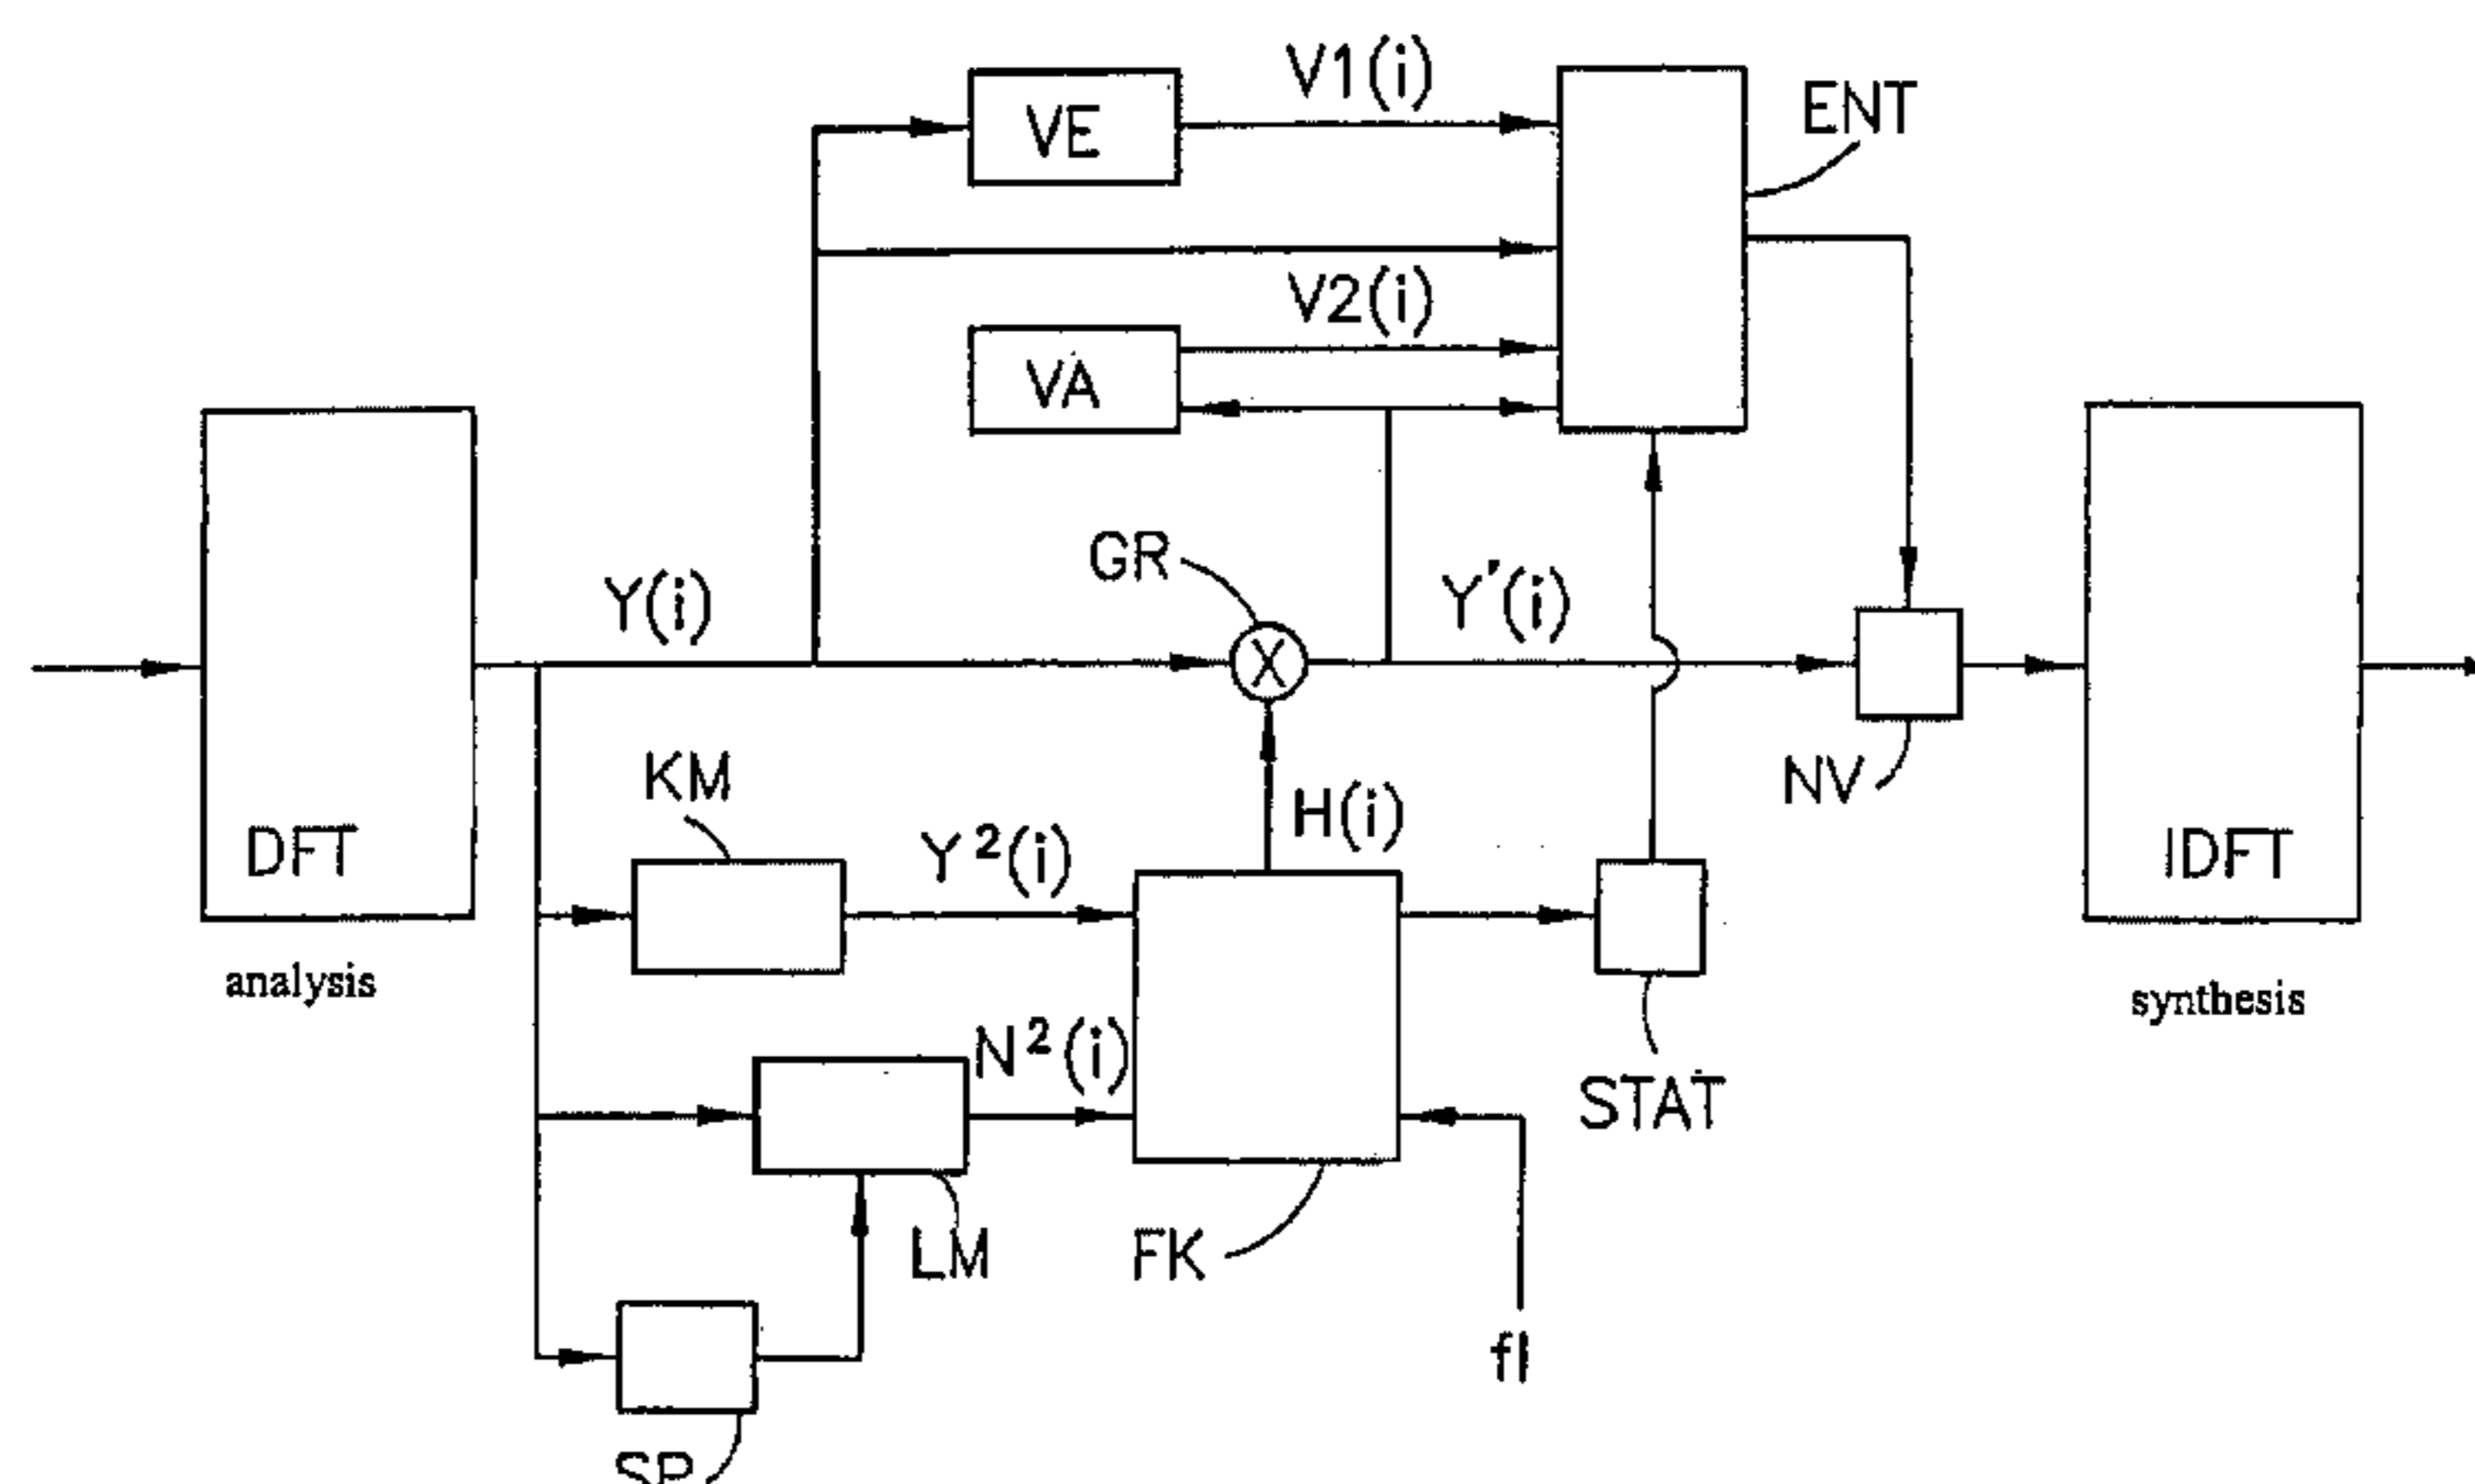 V1(i)
VE
ENT
V2(i)
VA
GR
Y(i)
Y'(i)
X
KM
NV
H(i)
Y²(i)
DFT
IDFT
analysis
synthesis
N²(i)
STAT
LM
FK
fl
SP